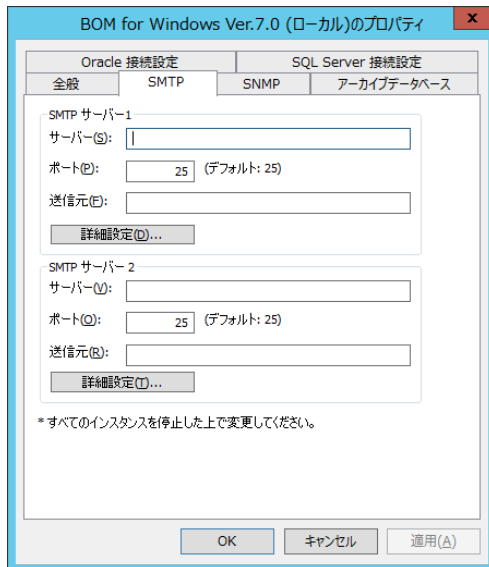 BOM for Windows Ver.7.0 (ローカル)のプロパティ
x
Oracle 接続設定
SQL Server 接続設定
全般
SMTP
SNMP
アーカイブデータベース
SMTP サーバー1
サーバー(S):
ポート(P): 25 (デフォルト: 25)
送信元(F):
詳細設定(D)...
SMTP サーバー 2
サーバー(V):
ポート(O): 25 (デフォルト: 25)
送信元(R):
詳細設定(T)...
* すべてのインスタンスを停止した上で変更してください。
OK
キャンセル
適用(A)